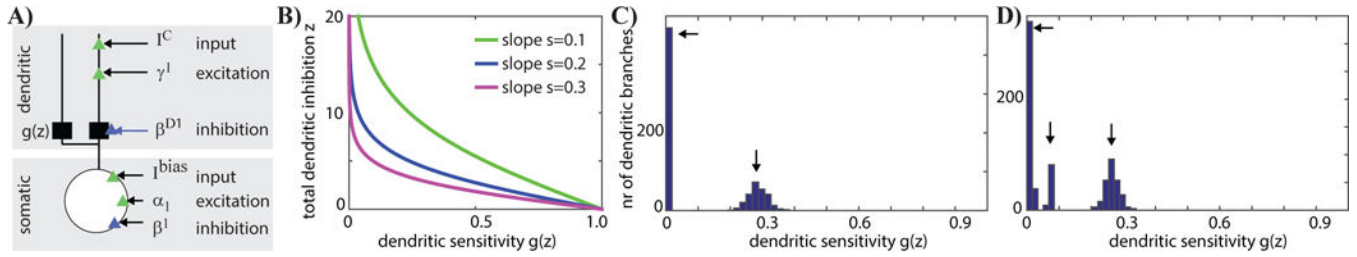 A)
dendritic
I^C input
γ^1 excitation
g(z) β^D1 inhibition
somatic
I^bias input
α_1 excitation
β^1 inhibition
B)
total dendritic inhibition z
20
10
0
slope s=0.1
slope s=0.2
slope s=0.3
0 0.5 1.0
dendritic sensitivity g(z)
C)
nr of dendritic branches
200
0
0.3 0.6 0.9
dendritic sensitivity g(z)
D)
200
0
0.3 0.6 0.9
dendritic sensitivity g(z)